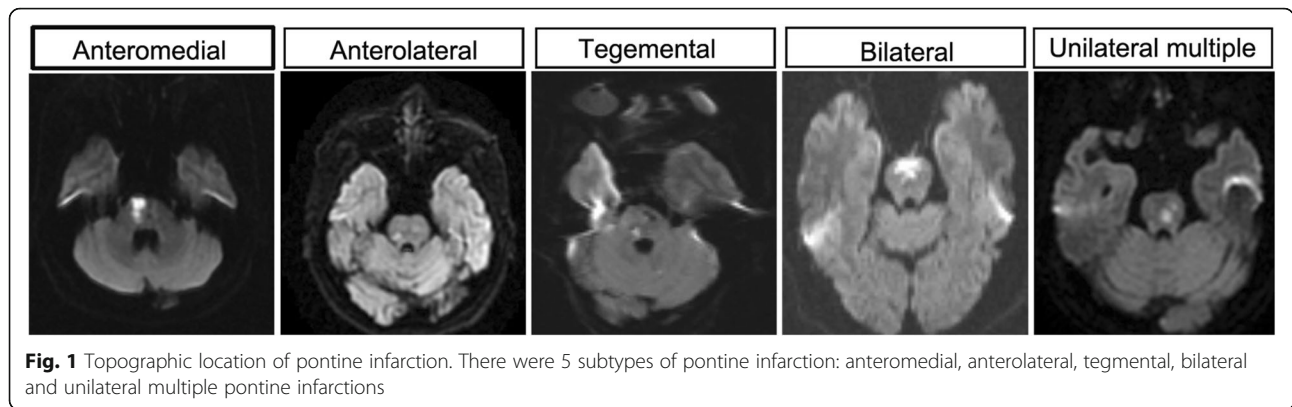 Anteromedial
Anterolateral
Tegemental
Bilateral
Unilateral multiple
Fig. 1 Topographic location of pontine infarction. There were 5 subtypes of pontine infarction: anteromedial, anterolateral, tegmental, bilateral
and unilateral multiple pontine infarctions